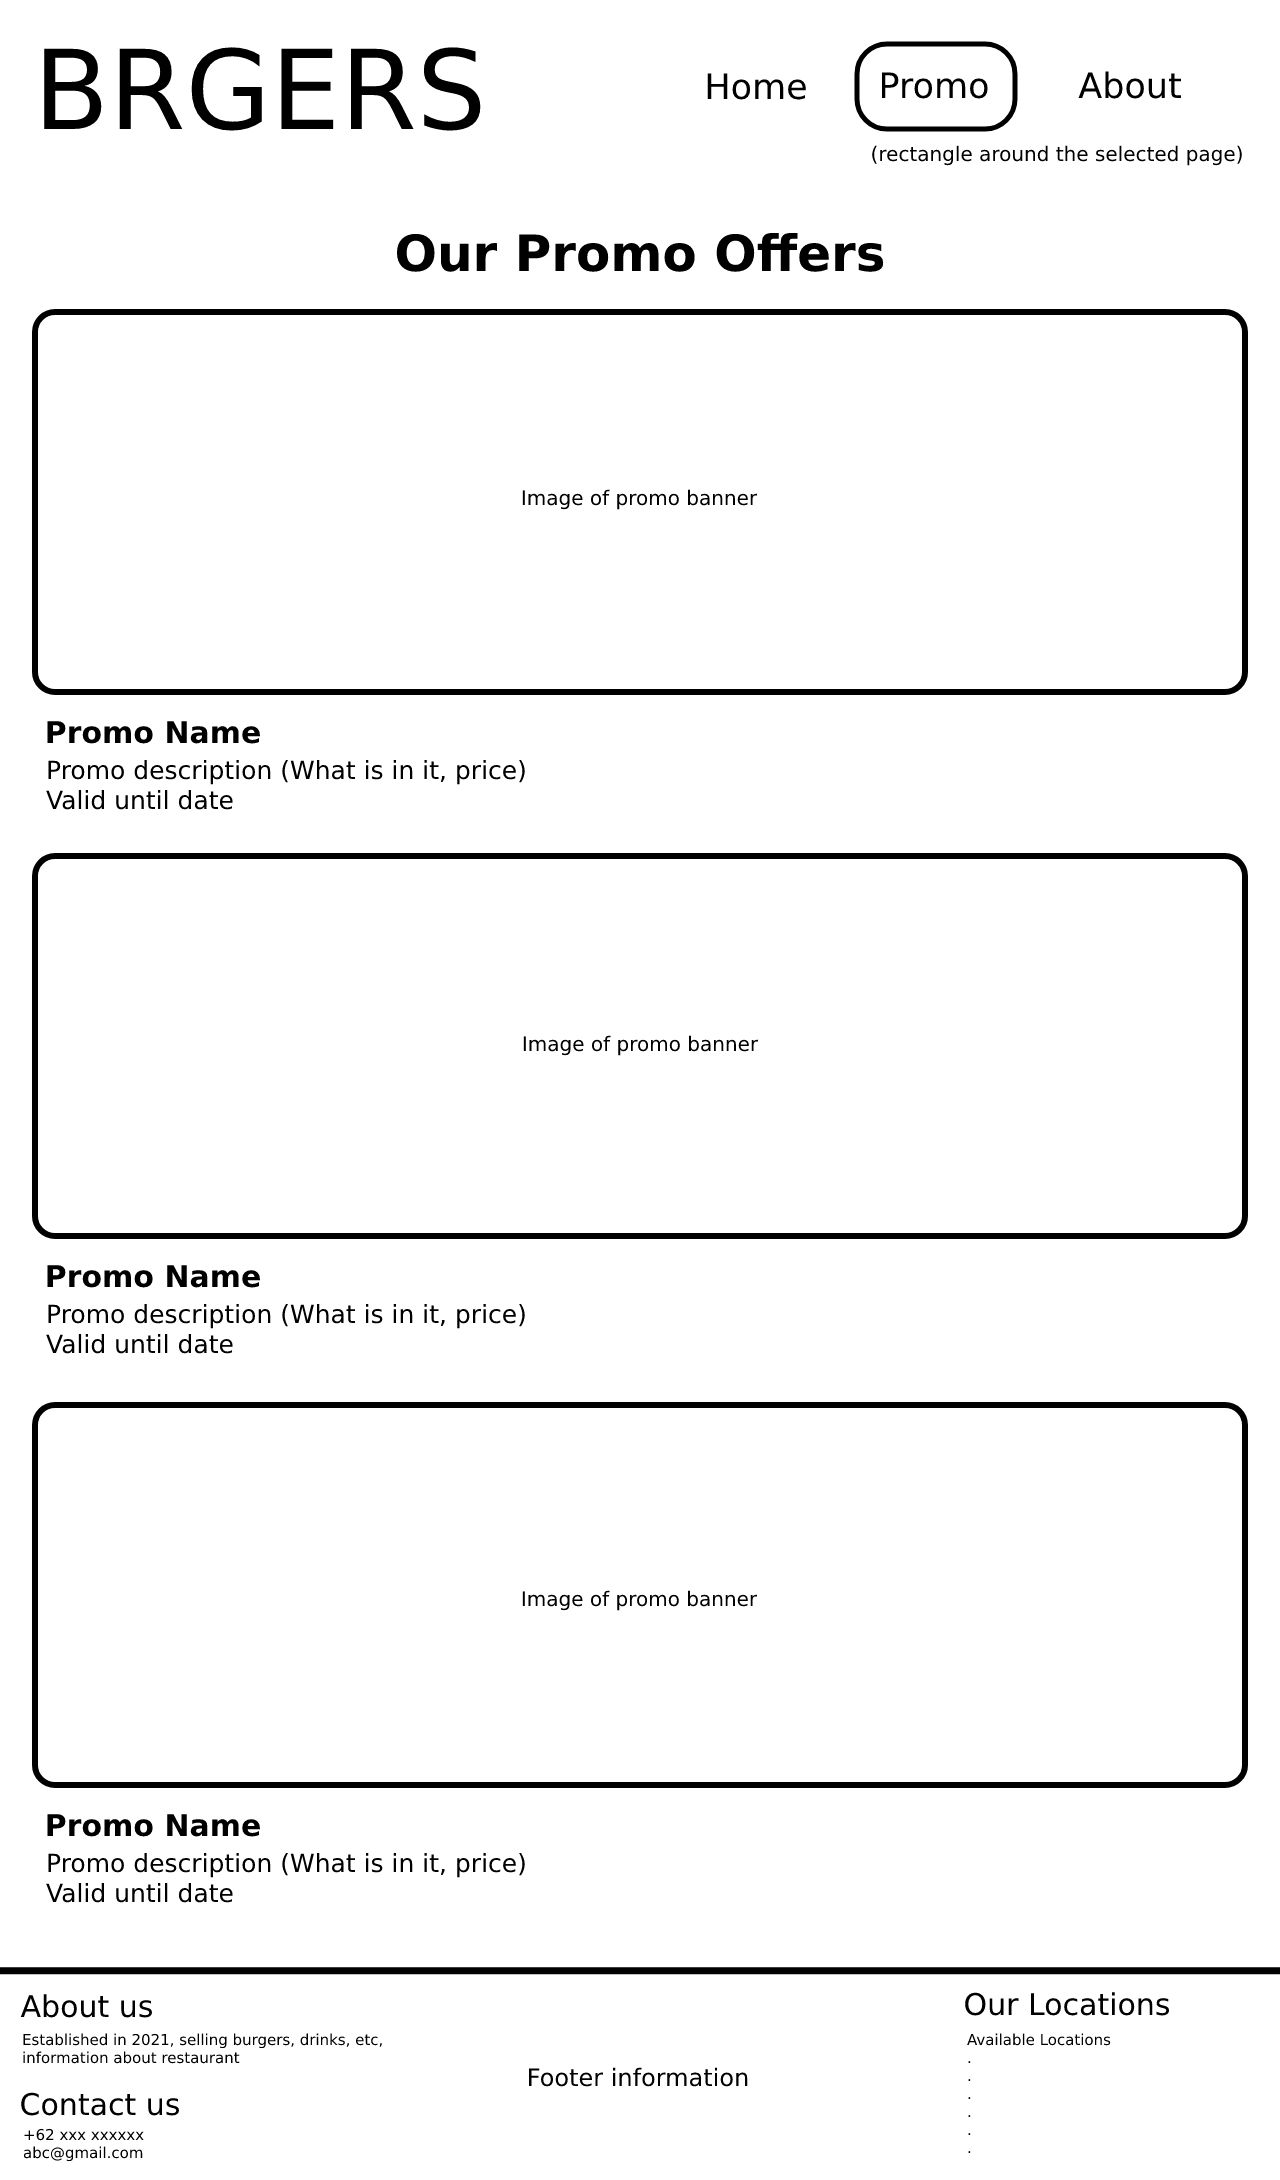 BRGERS
Home
Promo
About
(rectangle around the selected page)
Our Promo Offers
Image of promo banner
Promo Name
Promo description (What is in it, price)
Valid until date
Image of promo banner
Promo Name
Promo description (What is in it, price)
Valid until date
Image of promo banner
Promo Name
Promo description (What is in it, price)
Valid until date
About us
Established in 2021, selling burgers, drinks, etc,
information about restaurant
Contact us
+62 xxx xxxxxx
abc@gmail.com
Footer information
Our Locations
Available Locations
.
.
.
.
.
.